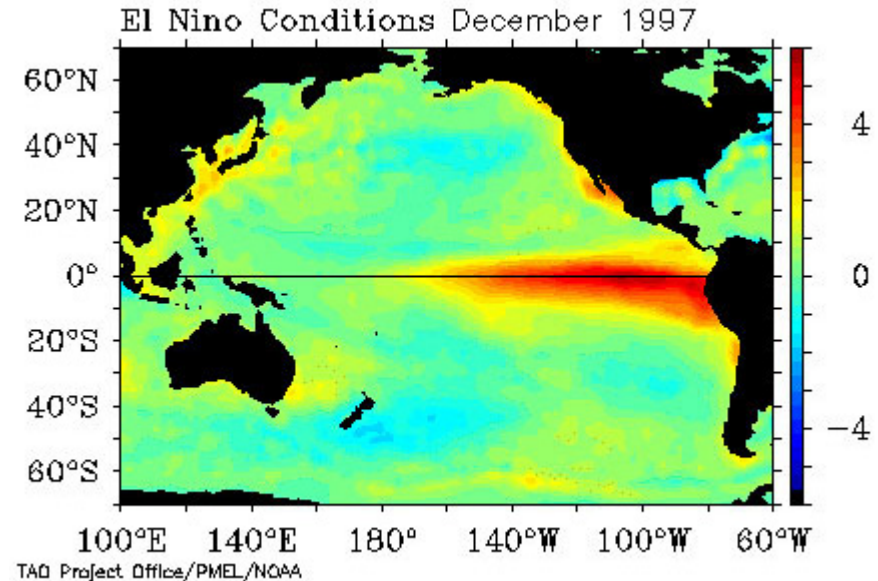 El Nino Conditions December 1997
60°N
40°N
20°N
0°
20°S
40°S
60°S
100°E 140°E 180° 140°W 100°W 60°W
4
0
−4
TAO Project Office/PMEL/NOAA